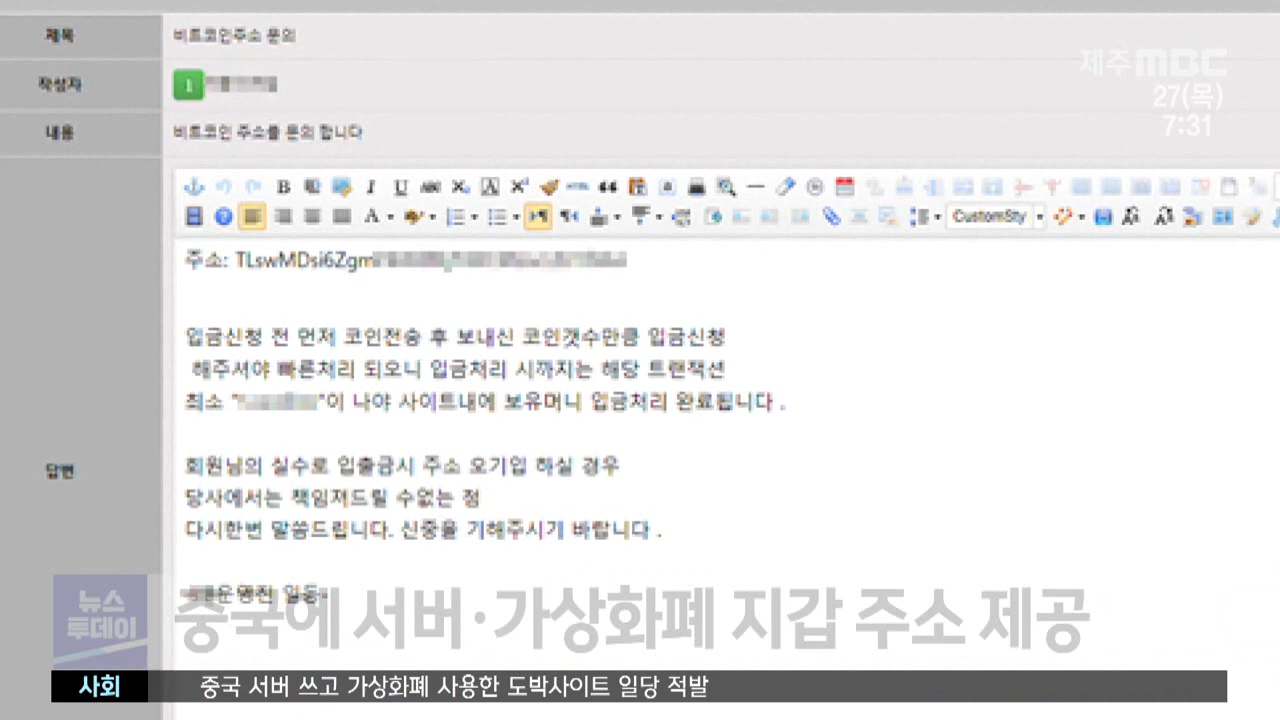 제목
비트코인주소 문의
제주MBC
27(목)
7:31
작성자
1
내용
비트코인 주소를 문의 합니다
CustomSty
주소: TLswMDsi6Zgm
입금신청 전 먼저 코인전송 후 보내신 코인갯수만큼 입금신청
해주셔야 빠른처리 되오니 입금처리 시까지는 해당 트랜잭션
최소 "
"이 나야 사이트내에 보유머니 입금처리 완료됩니다 .
회원님의 실수로 입출금시 주소 오기입 하실 경우
답변
당사에서는 책임져드릴 수없는 점
다시한번 말씀드립니다. 신중을 기해주시기 바랍니다 .
일동-
뉴스
투데이
중국에 서버·가상화폐 지갑 주소 제공
사회
중국 서버 쓰고 가상화폐 사용한 도박사이트 일당 적발